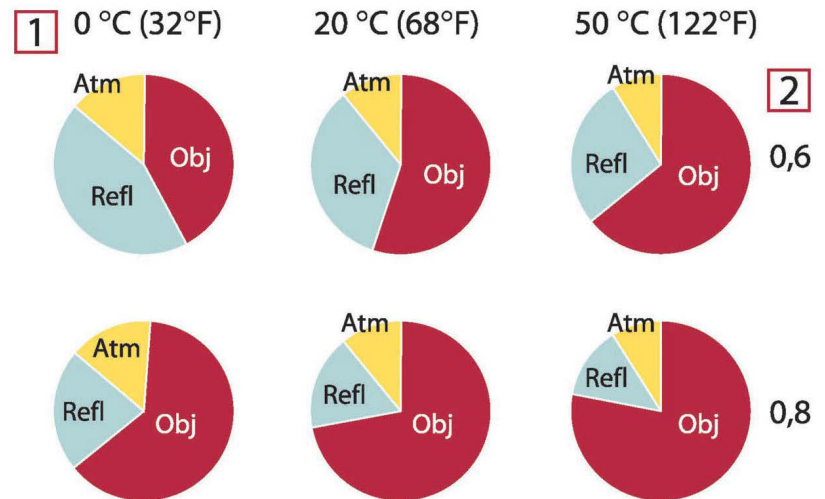 1 0 °C (32°F) 20 °C (68°F) 50 °C (122°F)
Atm Atm Atm 2
Obj Refl Obj Refl Obj Refl 0,6
Atm Atm Atm
Refl Obj Refl Obj Refl Obj 0,8